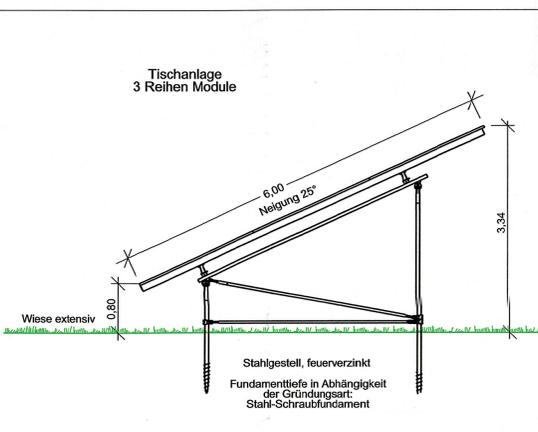 Tischanlage
3 Reihen Module
6,00
Neigung 25°
3,34
0,80
Wiese extensiv
Stahlgestell, feuerverzinkt
Fundamenttiefe in Abhängigkeit
der Gründungsart:
Stahl-Schraubfundament